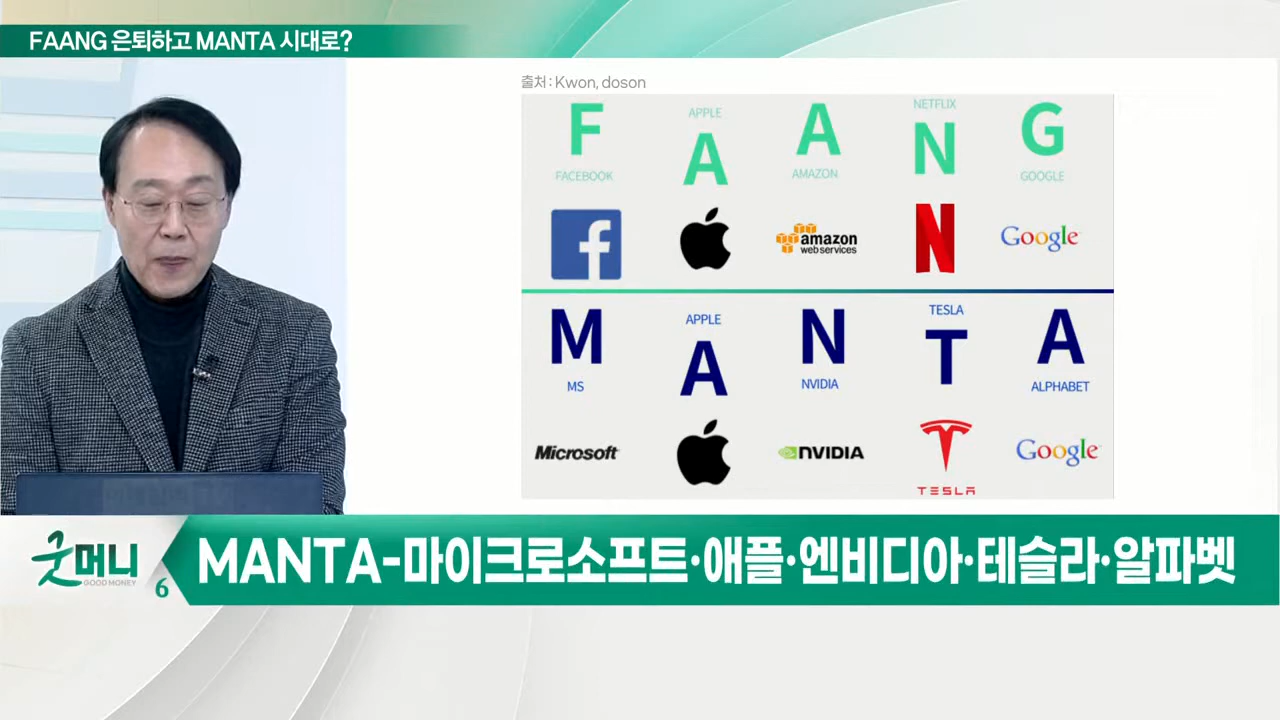 FAANG 은퇴하고 MANTA 시대로?
출처 : Kwon, doson
F A A N G
FACEBOOK APPLE AMAZON NETFLIX GOOGLE
f amazon webservices N Google
M A N T A
MS APPLE NVIDIA TESLA ALPHABET
Microsoft NVIDIA TESLA Google
굿머니
GOOD MONEY
6
MANTA-마이크로소프트·애플·엔비디아·테슬라·알파벳